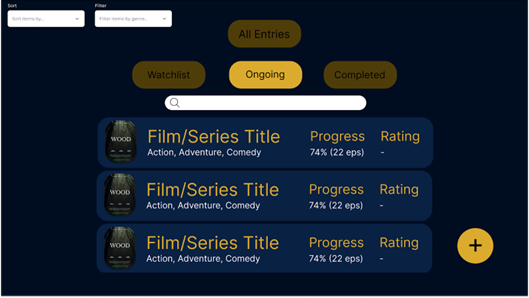 Sort
Filter
Sort items by...
Filter items by genre...
All Entries
Watchlist
Ongoing
Completed
WOOD
Film/Series Title
Progress
Rating
Action, Adventure, Comedy
74% (22 eps)
-
WOOD
Film/Series Title
Progress
Rating
Action, Adventure, Comedy
74% (22 eps)
-
WOOD
Film/Series Title
Progress
Rating
Action, Adventure, Comedy
74% (22 eps)
-
+